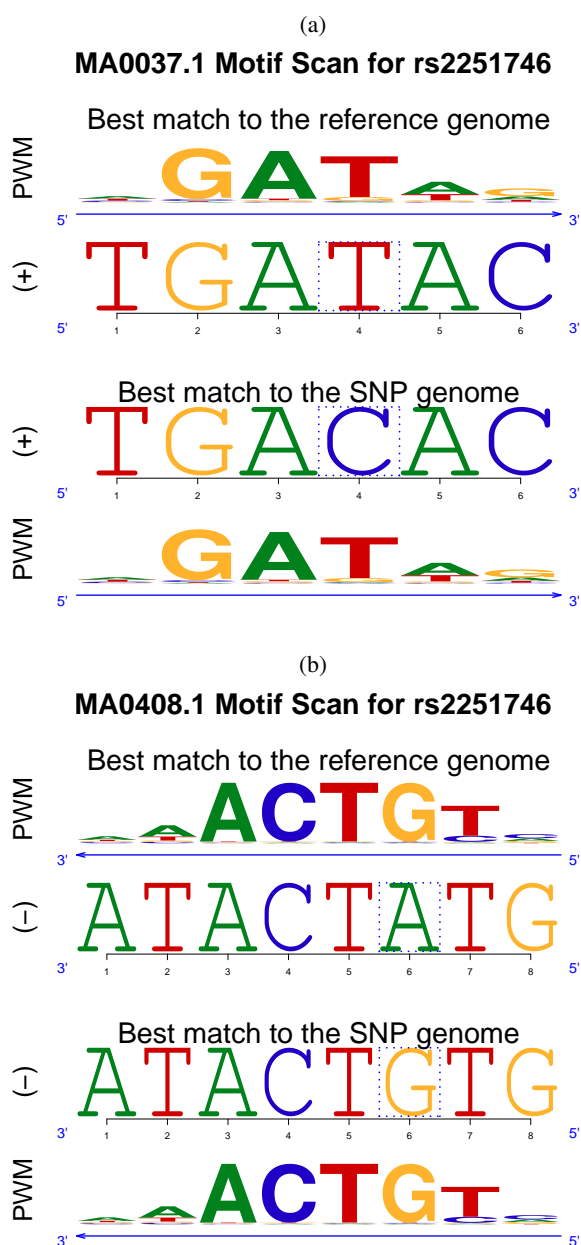 (a)
MA0037.1 Motif Scan for rs2251746
Best match to the reference genome
PWM
GATAG
5' 3'
(+)
TGATAC
5' 1 2 3 4 5 6 3'
Best match to the SNP genome
(+)
TGACAC
5' 1 2 3 4 5 6 3'
PWM
GATAG
5' 3'
(b)
MA0408.1 Motif Scan for rs2251746
Best match to the reference genome
PWM
AAACTGT
3' 5'
(−)
ATACTATG
3' 1 2 3 4 5 6 7 8 5'
Best match to the SNP genome
(−)
ATACTGTG
3' 1 2 3 4 5 6 7 8 5'
PWM
AAACTGT
3' 5'